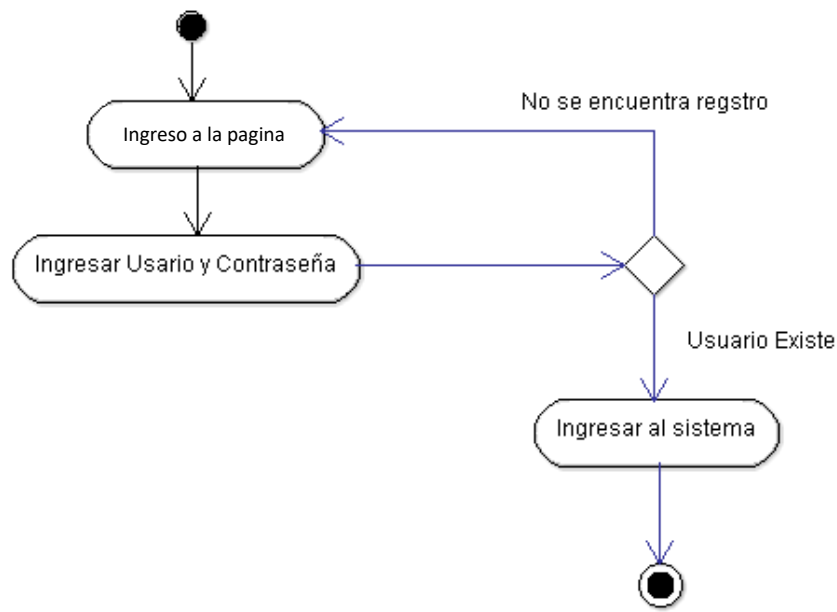 No se encuentra regstro
Ingreso a la pagina
Ingresar Usario y Contraseña
Usuario Existe
Ingresar al sistema